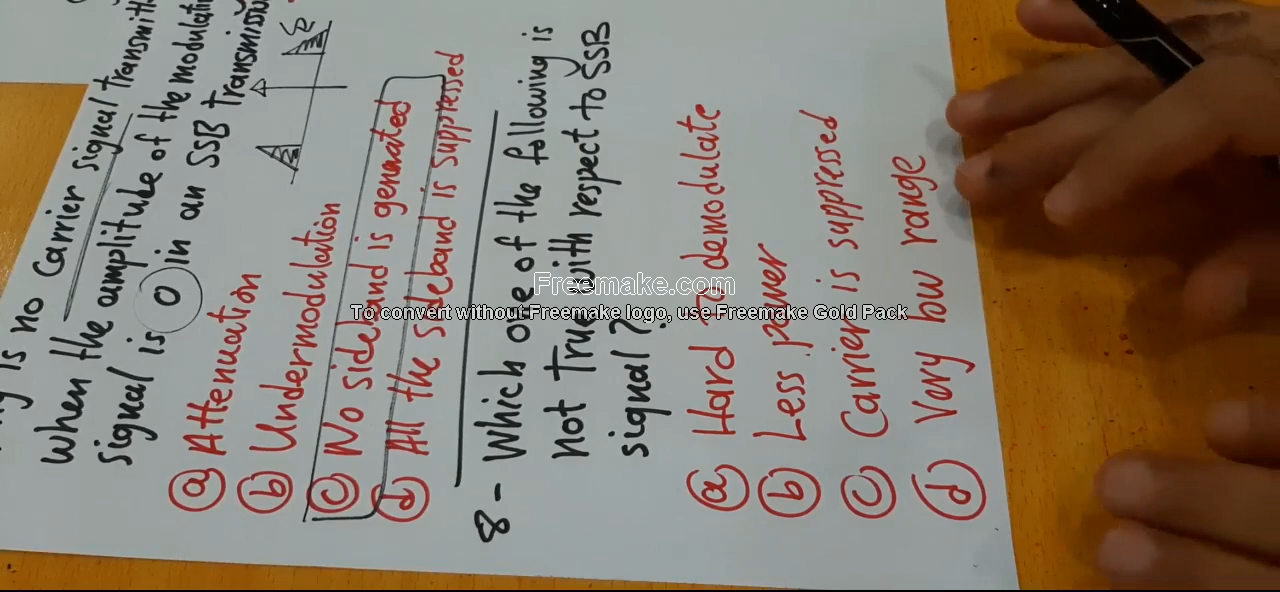 is no carrier signal
When the amplitude of the modulati
signal is 0 in an SSB transmissio
a Attenuation
b Undermodulation
c No sideband is generated
d All the sideband is suppressed
8- Which one of the following is
not true with respect to SSB
signal?
a Hard To demodulate
b Less power
c Carrier is suppressed
d Very low range
Freemake.com
To convert without Freemake logo, use Freemake Gold Pack